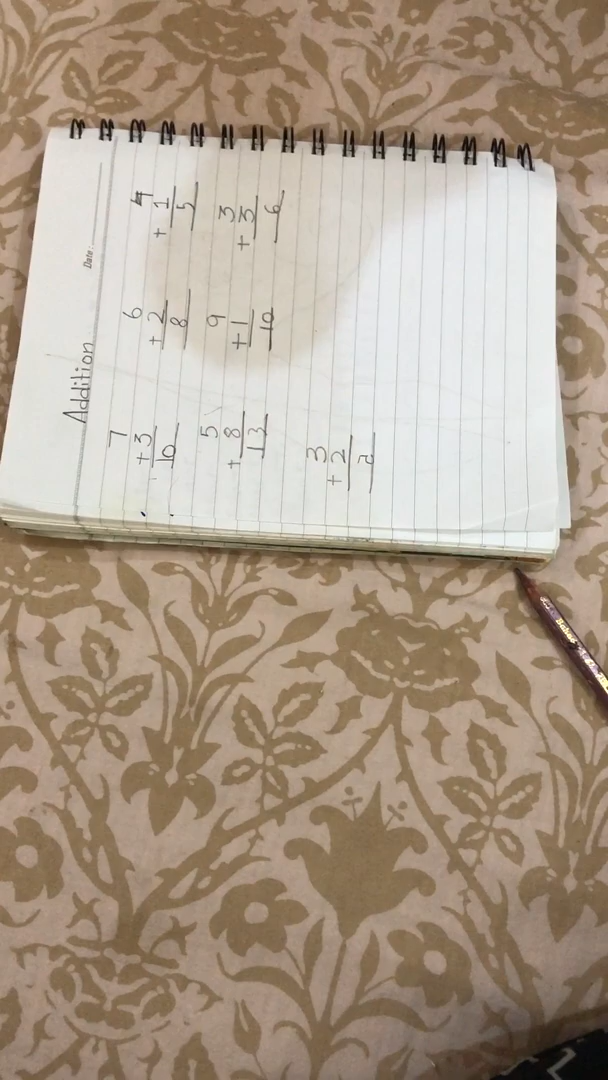 Addition
Date:
7 6 4
+3 +2 +1
10 8 5
5 9 3
+8 +1 +3
13 10 6
3
+2
5